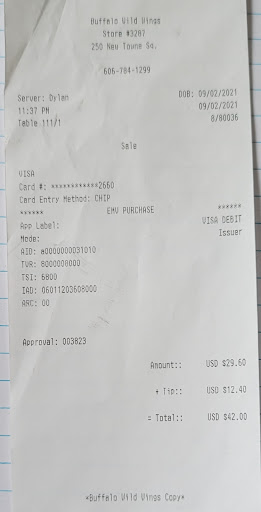 Buffalo Wild Wings
Store #3287
250 New Towne Sq.
606-784-1299
Server: Dylan DOB: 09/02/2021
11:37 PM 09/02/2021
Table 111/1 8/80036
Sale
VISA
Card #: ************2660
Card Entry Method: CHIP
****** EMV PURCHASE ******
App Label: VISA DEBIT
Mode: Issuer
AID: a0000000031010
TVR: 8000008000
TSI: 6800
IAD: 06011203608000
ARC: 00
Approval: 003823
Amount:: USD $29.60
+ Tip:: USD $12.40
= Total:: USD $42.00
*Buffalo Wild Wings Copy*